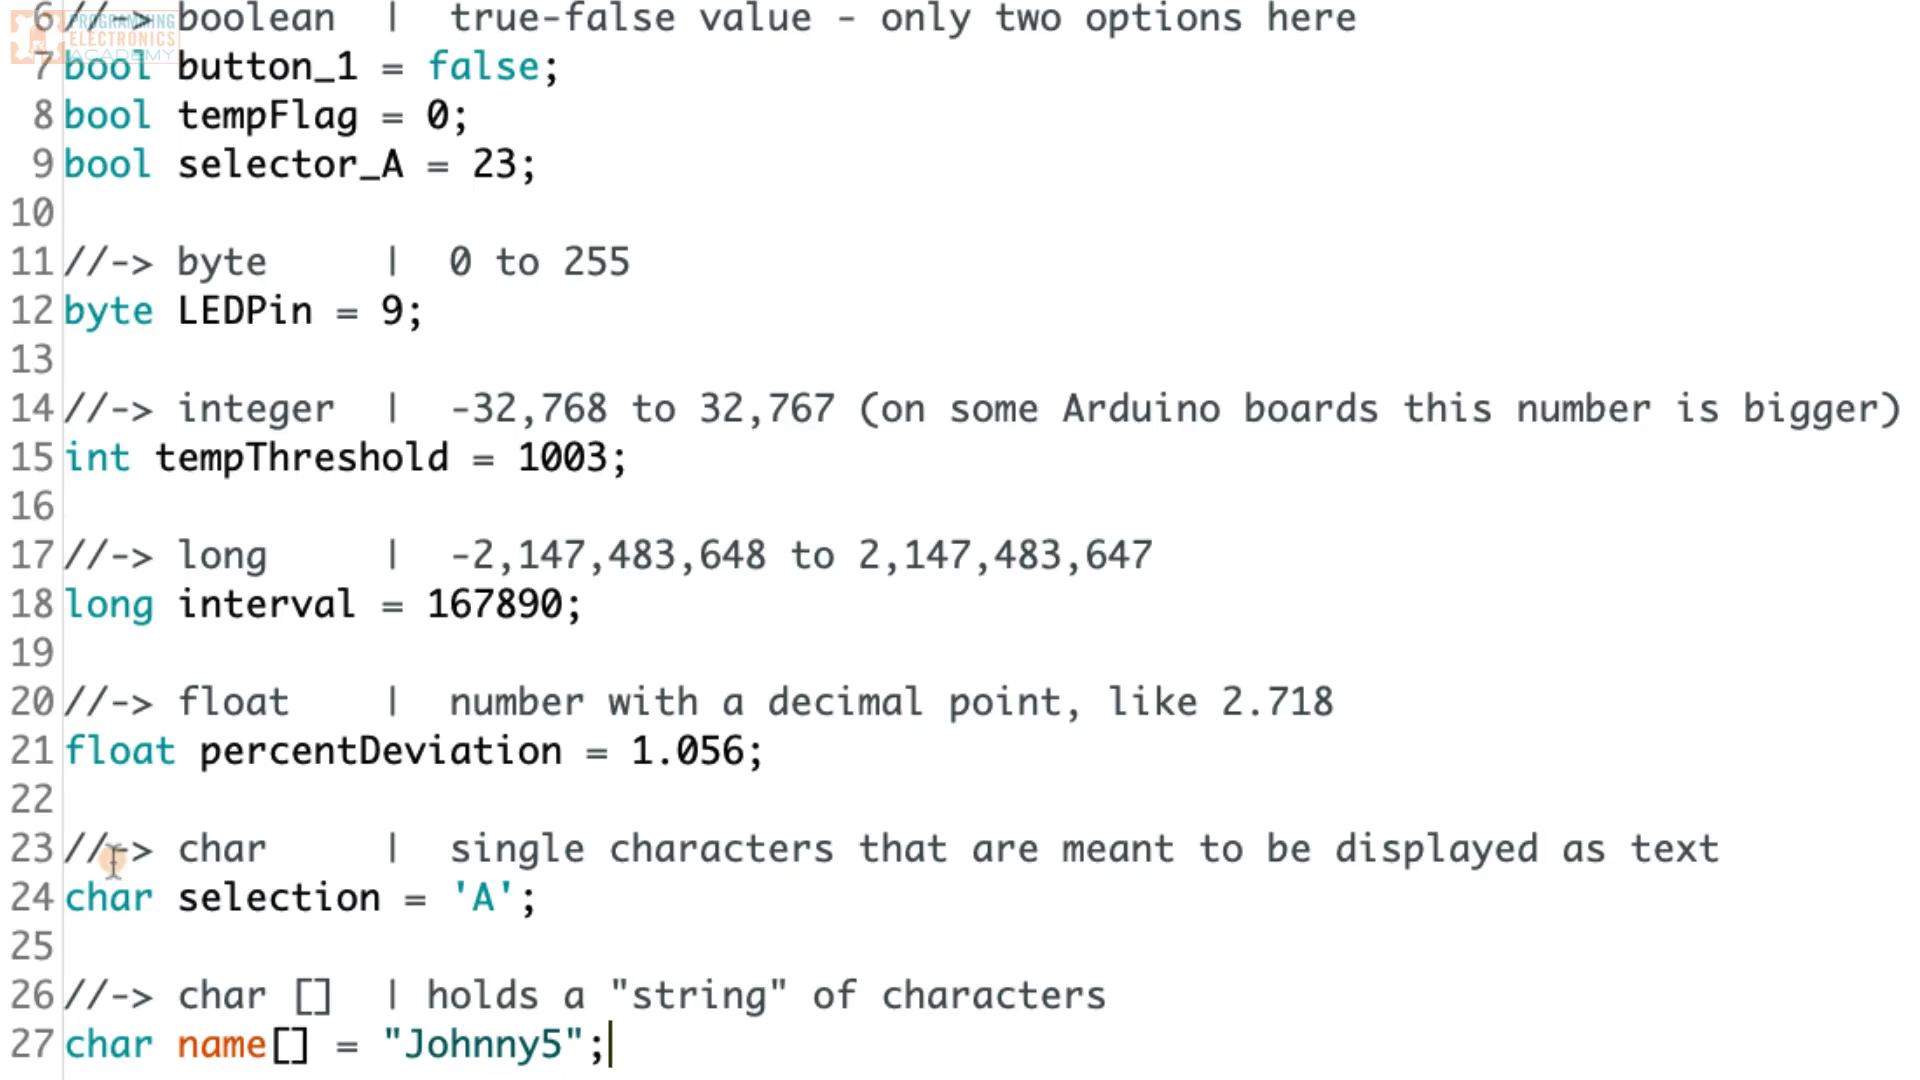 PROGRAMMING
ELECTRONICS
ACADEMY
6 //-> boolean | true-false value - only two options here
7 bool button_1 = false;
8 bool tempFlag = 0;
9 bool selector_A = 23;
10
11 //-> byte | 0 to 255
12 byte LEDPin = 9;
13
14 //-> integer | -32,768 to 32,767 (on some Arduino boards this number is bigger)
15 int tempThreshold = 1003;
16
17 //-> long | -2,147,483,648 to 2,147,483,647
18 long interval = 167890;
19
20 //-> float | number with a decimal point, like 2.718
21 float percentDeviation = 1.056;
22
23 //-> char | single characters that are meant to be displayed as text
24 char selection = 'A';
25
26 //-> char [] | holds a "string" of characters
27 char name[] = "Johnny5";